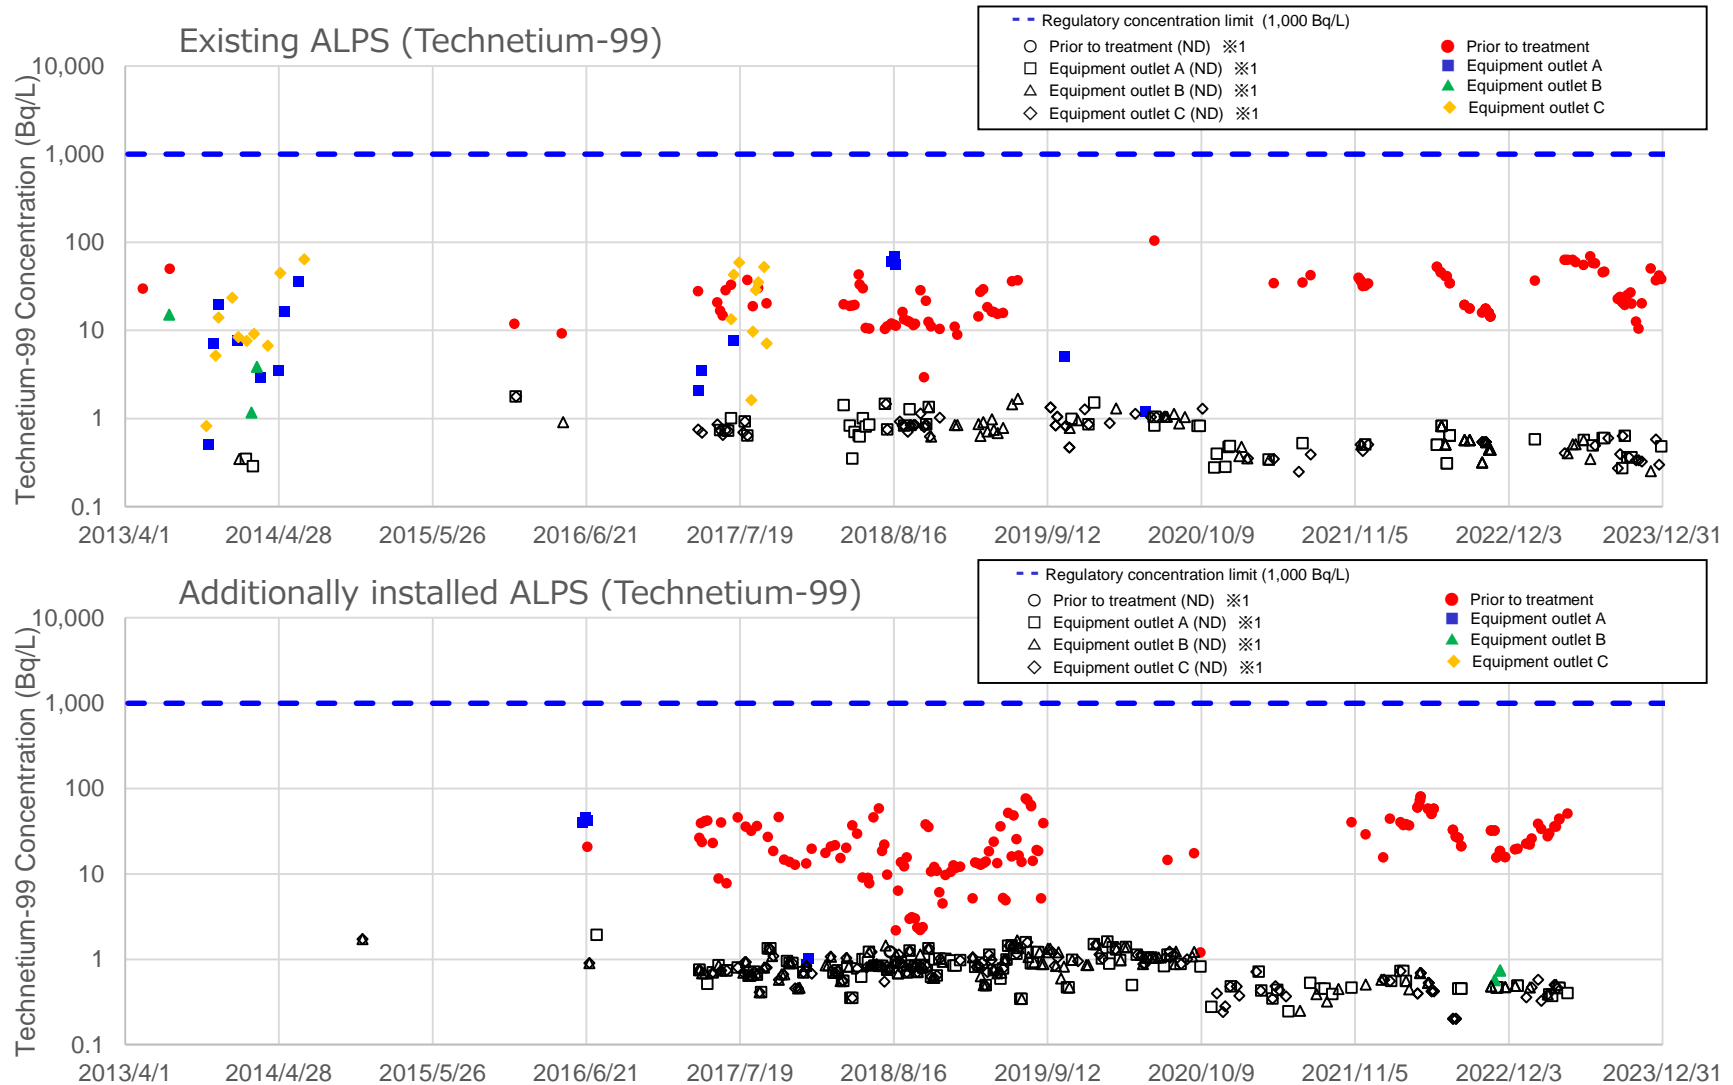 Existing ALPS (Technetium-99)
Regulatory concentration limit (1,000 Bq/L)
Prior to treatment (ND) ※1
Prior to treatment
Equipment outlet A (ND) ※1
Equipment outlet A
Equipment outlet B (ND) ※1
Equipment outlet B
Equipment outlet C (ND) ※1
Equipment outlet C
Technetium-99 Concentration (Bq/L)
10,000
1,000
100
10
1
0.1
2013/4/1 2014/4/28 2015/5/26 2016/6/21 2017/7/19 2018/8/16 2019/9/12 2020/10/9 2021/11/5 2022/12/3 2023/12/31
Additionally installed ALPS (Technetium-99)
Regulatory concentration limit (1,000 Bq/L)
Prior to treatment (ND) ※1
Prior to treatment
Equipment outlet A (ND) ※1
Equipment outlet A
Equipment outlet B (ND) ※1
Equipment outlet B
Equipment outlet C (ND) ※1
Equipment outlet C
Technetium-99 Concentration (Bq/L)
10,000
1,000
100
10
1
0.1
2013/4/1 2014/4/28 2015/5/26 2016/6/21 2017/7/19 2018/8/16 2019/9/12 2020/10/9 2021/11/5 2022/12/3 2023/12/31